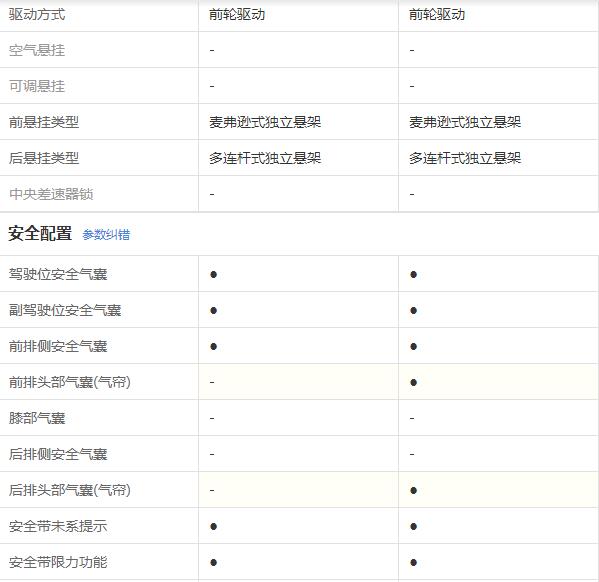 驱动方式 前轮驱动 前轮驱动
空气悬挂 - -
可调悬挂 - -
前悬挂类型 麦弗逊式独立悬架 麦弗逊式独立悬架
后悬挂类型 多连杆式独立悬架 多连杆式独立悬架
中央差速器锁 - -
安全配置 参数纠错
驾驶位安全气囊 ● ●
副驾驶位安全气囊 ● ●
前排侧安全气囊 ● ●
前排头部气囊(气帘) - ●
膝部气囊 - -
后排侧安全气囊 - -
后排头部气囊(气帘) - ●
安全带未系提示 ● ●
安全带限力功能 ● ●